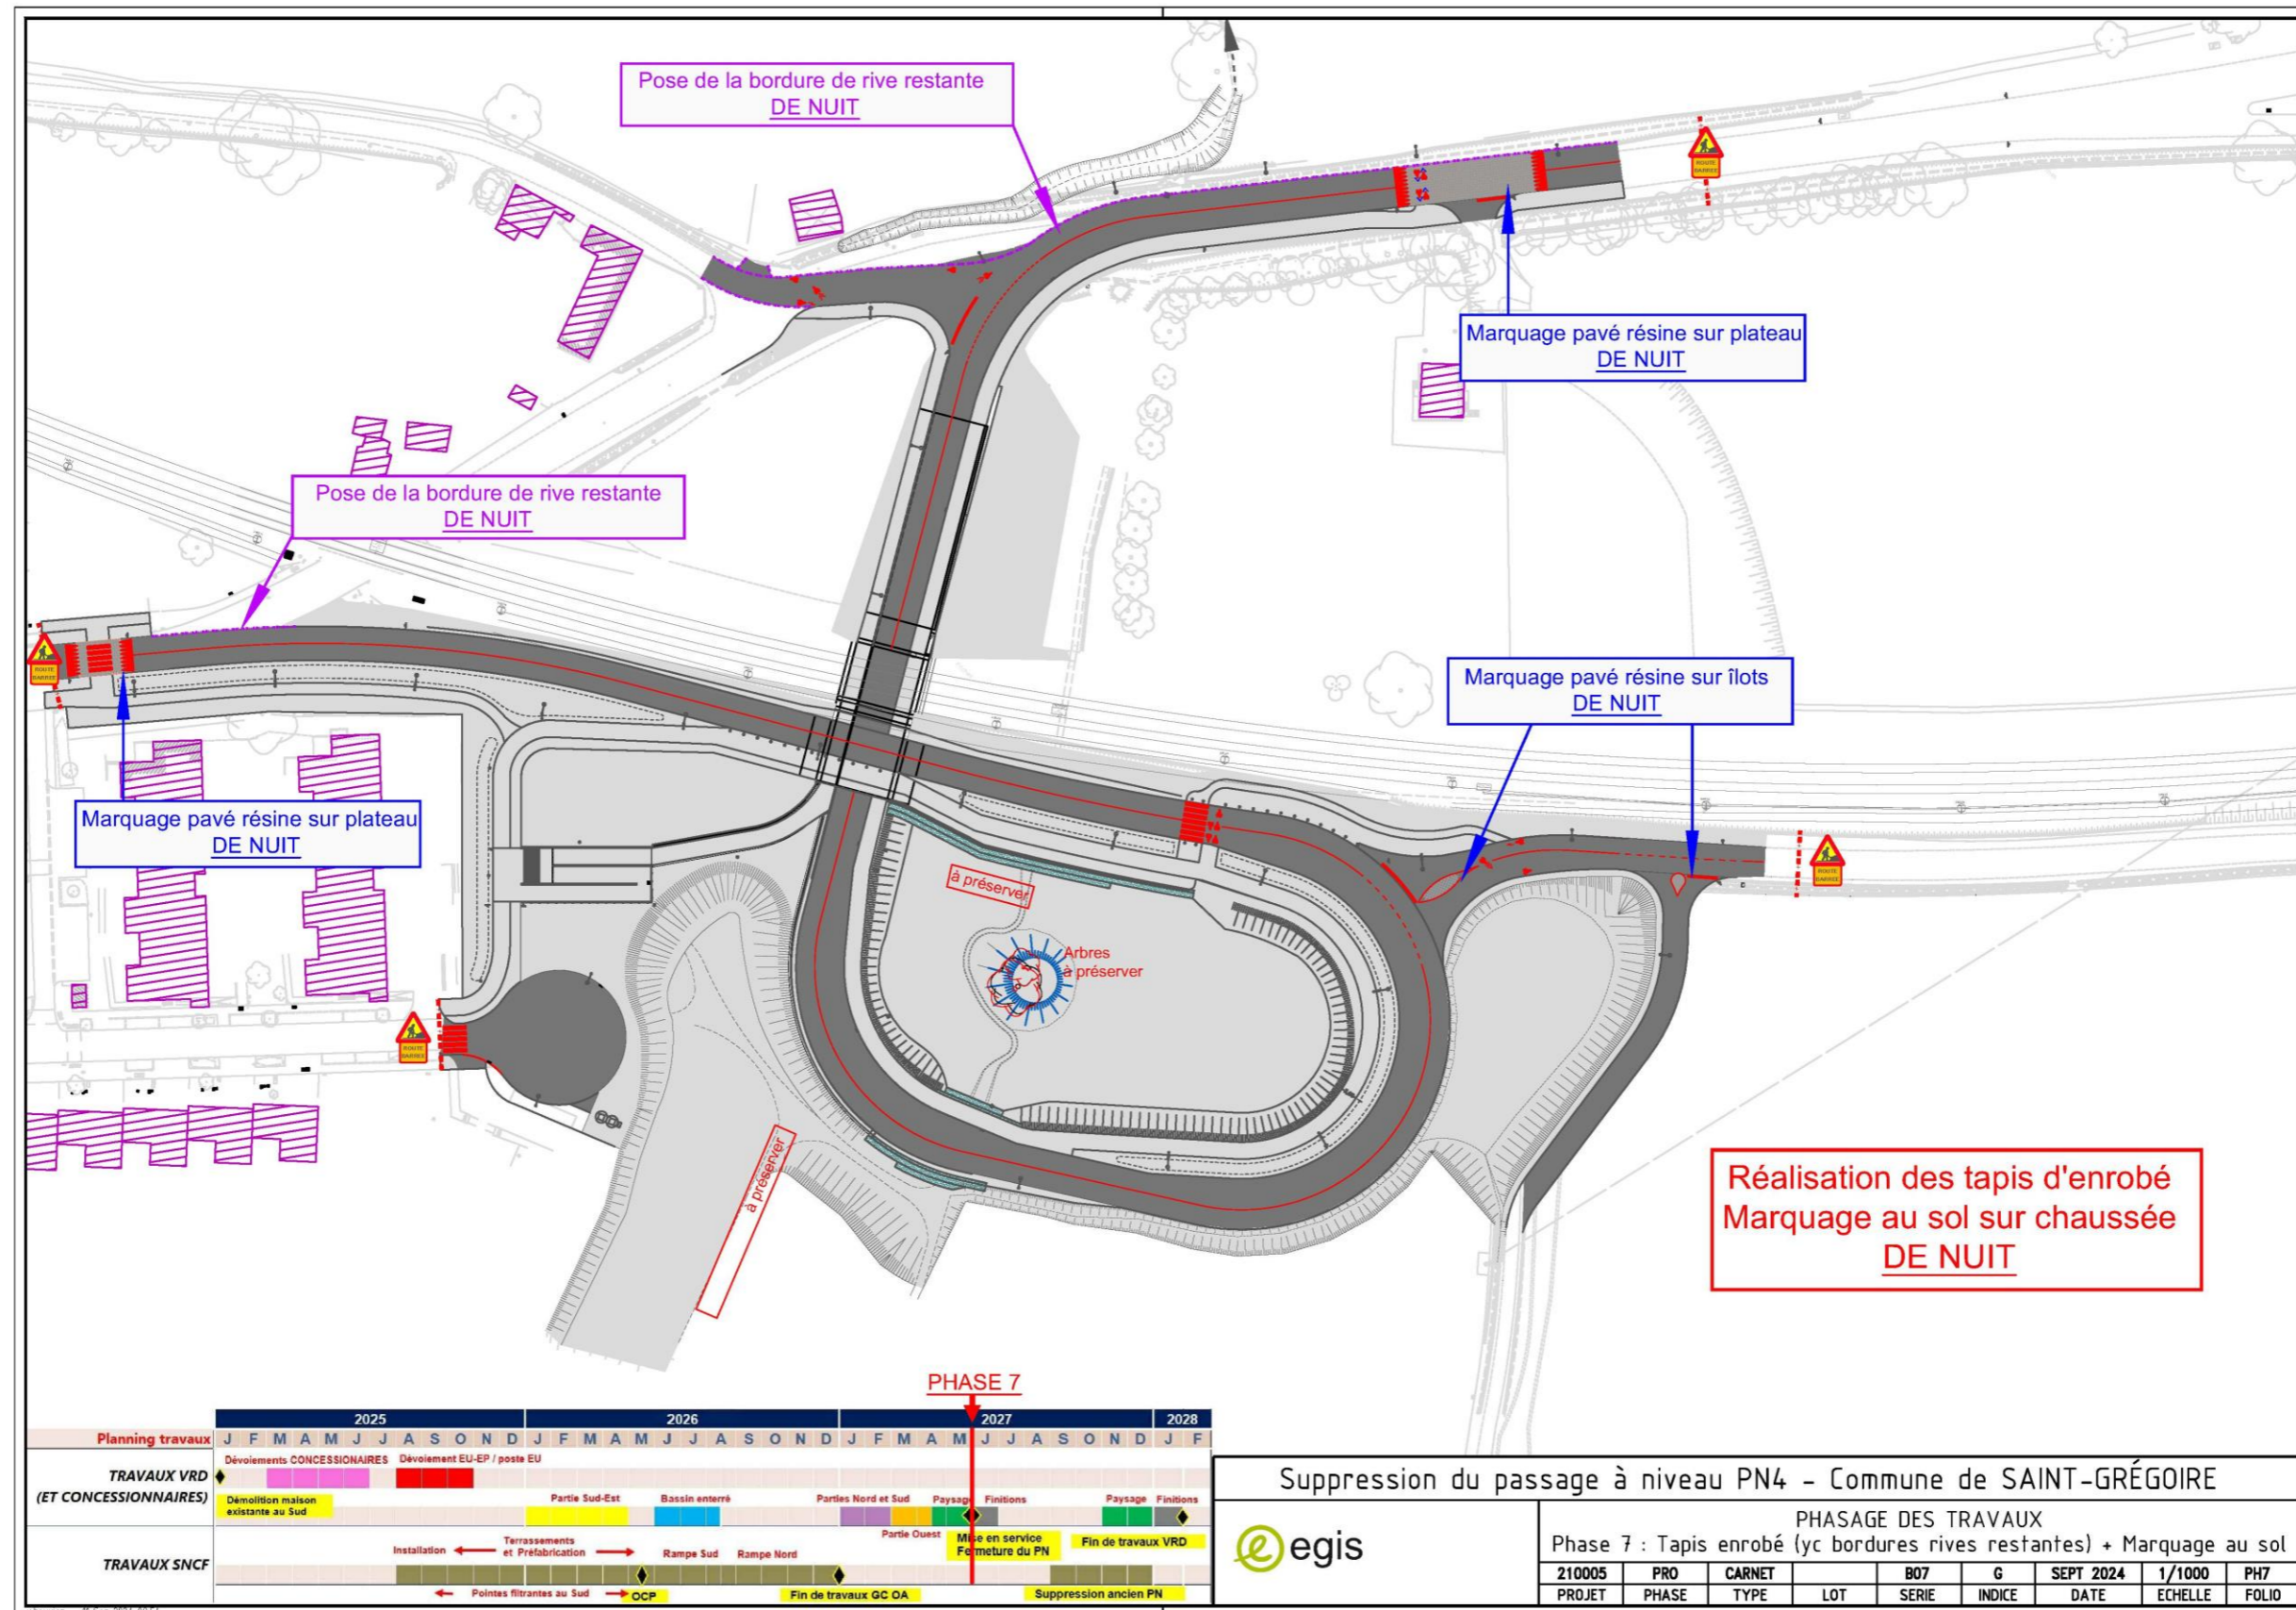 Pose de la bordure de rive restante
DE NUIT
ROUTE
BARREE
Marquage pavé résine sur plateau
DE NUIT
Pose de la bordure de rive restante
DE NUIT
ROUTE
BARREE
Marquage pavé résine sur îlots
DE NUIT
Marquage pavé résine sur plateau
DE NUIT
ROUTE
BARREE
à préserver
Arbres
à préserver
ROUTE
BARREE
à préserver
Réalisation des tapis d'enrobé
Marquage au sol sur chaussée
DE NUIT
PHASE 7
2025 2026 2027 2028
Planning travaux J F M A M J J A S O N D J F M A M J J A S O N D J F M A M J J A S O N D J F
Dévoiements CONCESSIONAIRES Dévoiement EU-EP / poste EU
TRAVAUX VRD
(ET CONCESSIONNAIRES)
Démolition maison
existante au Sud
Partie Sud-Est Bassin enterré Parties Nord et Sud Paysage Finitions Paysage Finitions
Partie Ouest Mise en service
Fermeture du PN
Fin de travaux VRD
TRAVAUX SNCF
Installation Terrassements
et Préfabrication Rampe Sud Rampe Nord
Pointes filtrantes au Sud OCP Fin de travaux GC OA Suppression ancien PN
Suppression du passage à niveau PN4 - Commune de SAINT-GRÉGOIRE
egis
PHASAGE DES TRAVAUX
Phase 7 : Tapis enrobé (yc bordures rives restantes) + Marquage au sol
210005 PRO CARNET B07 G SEPT 2024 1/1000 PH7
PROJET PHASE TYPE LOT SERIE INDICE DATE ECHELLE FOLIO